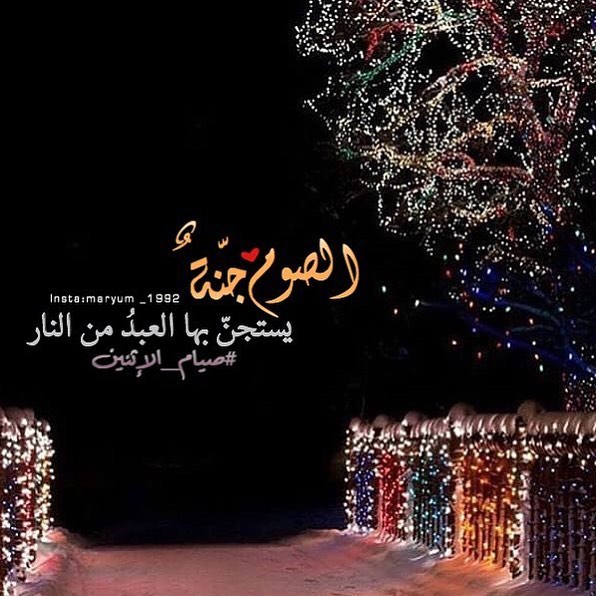 الصوم جنّةٌ
Insta:maryum _1992
يستجنّ بها العبدُ من النار
#صيام_الإثنين